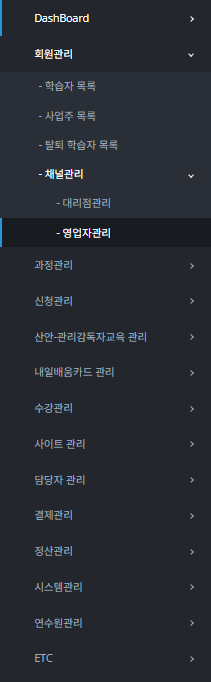 DashBoard
회원관리
- 학습자 목록
- 사업주 목록
- 탈퇴 학습자 목록
- 채널관리
- 대리점관리
- 영업자관리
과정관리
신청관리
산안-관리감독자교육 관리
내일배움카드 관리
수강관리
사이트 관리
담당자 관리
결제관리
정산관리
시스템관리
연수원관리
ETC